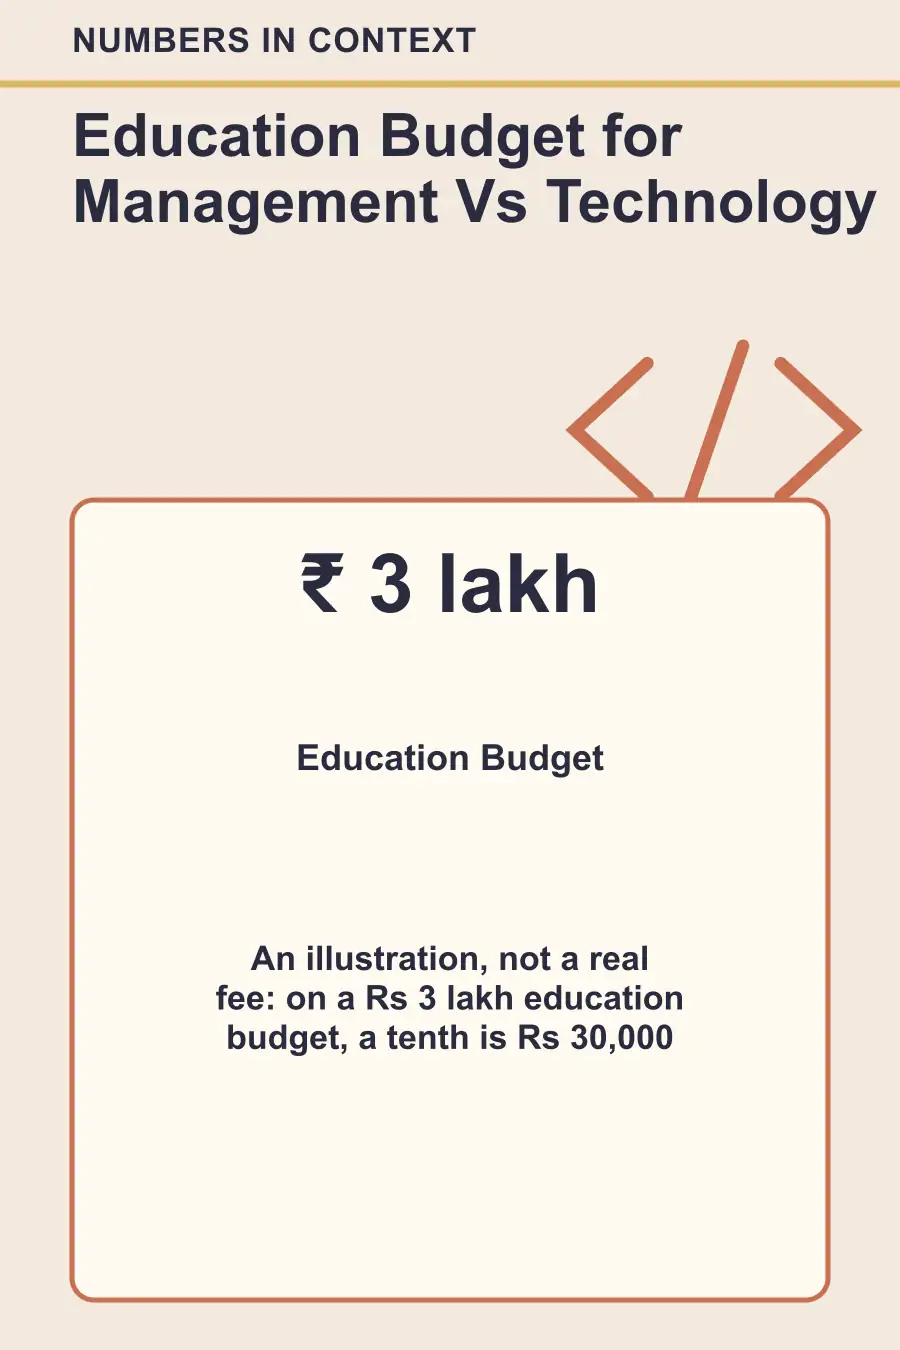 NUMBERS IN CONTEXT
Education Budget for
Management Vs Technology
₹ 3 lakh
Education Budget
An illustration, not a real
fee: on a Rs 3 lakh education
budget, a tenth is Rs 30,000